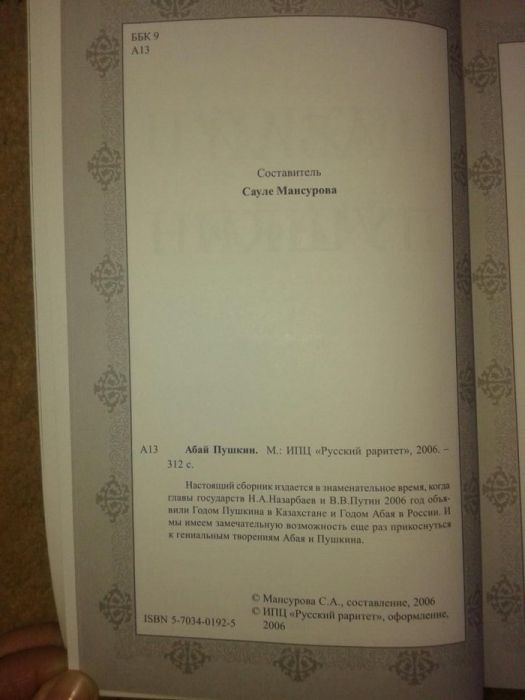 ББК 9
А13
Составитель
Сауле Мансурова
А13 Абай Пушкин. М.: ИПЦ «Русский раритет», 2006. –
312 с.
Настоящий сборник издается в знаменательное время, когда
главы государств Н.А.Назарбаев и В.В.Путин 2006 год объя-
вили Годом Пушкина в Казахстане и Годом Абая в России. И
мы имеем замечательную возможность еще раз прикоснуться
к гениальным творениям Абая и Пушкина.
© Мансурова С.А., составление, 2006
ISBN 5-7034-0192-5 © ИПЦ «Русский раритет», оформление,
2006